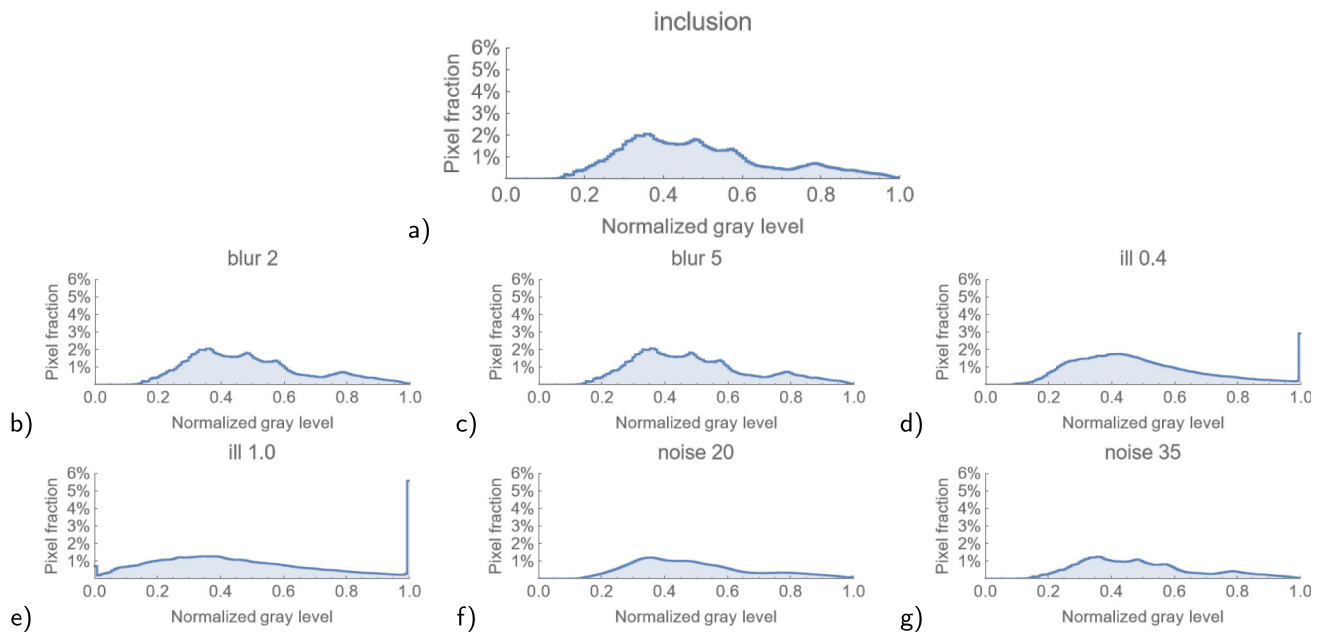 inclusion
6%
5%
4%
3%
2%
1%
Pixel fraction
0.0 0.2 0.4 0.6 0.8 1.0
Normalized gray level
a)
blur 2
6%
5%
4%
3%
2%
1%
Pixel fraction
0.0 0.2 0.4 0.6 0.8 1.0
Normalized gray level
b)
blur 5
6%
5%
4%
3%
2%
1%
Pixel fraction
0.0 0.2 0.4 0.6 0.8 1.0
Normalized gray level
c)
ill 0.4
6%
5%
4%
3%
2%
1%
Pixel fraction
0.0 0.2 0.4 0.6 0.8 1.0
Normalized gray level
d)
ill 1.0
6%
5%
4%
3%
2%
1%
Pixel fraction
0.0 0.2 0.4 0.6 0.8 1.0
Normalized gray level
e)
noise 20
6%
5%
4%
3%
2%
1%
Pixel fraction
0.0 0.2 0.4 0.6 0.8 1.0
Normalized gray level
f)
noise 35
6%
5%
4%
3%
2%
1%
Pixel fraction
0.0 0.2 0.4 0.6 0.8 1.0
Normalized gray level
g)